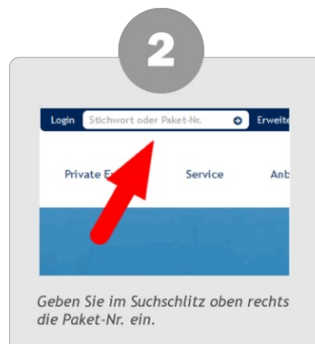 2
Login Stichwort oder Paket-Nr. Erweite
Private E Service Anb
Geben Sie im Suchschlitz oben rechts
die Paket-Nr. ein.